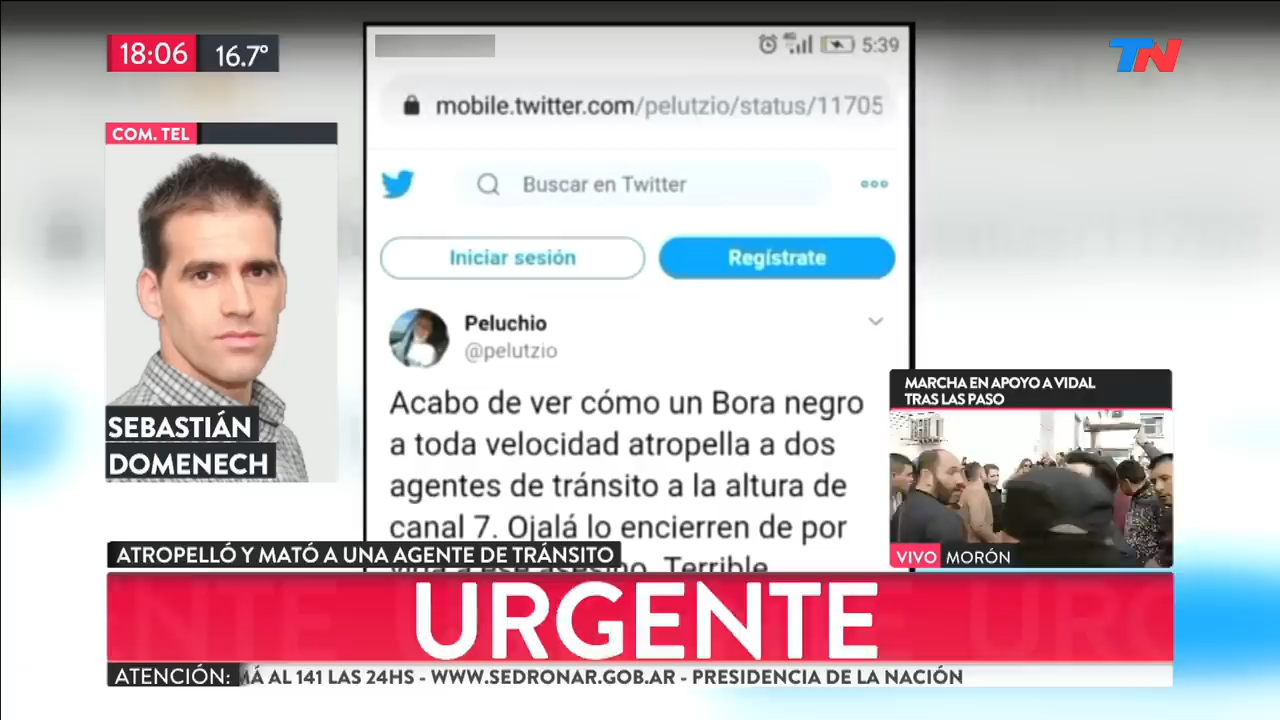 18:06 16.7°
TN
COM. TEL
SEBASTIÁN
DOMENECH
4G 5:39
mobile.twitter.com/pelutzio/status/11705
Buscar en Twitter
Iniciar sesión
Regístrate
Peluchio
@pelutzio
Acabo de ver cómo un Bora negro
a toda velocidad atropella a dos
agentes de tránsito a la altura de
canal 7. Ojalá lo encierren de por
vida a ese asesino. Terrible
MARCHA EN APOYO A VIDAL
TRAS LAS PASO
VIVO MORÓN
ATROPELLÓ Y MATÓ A UNA AGENTE DE TRÁNSITO
URGENTE
ATENCIÓN: MÁ AL 141 LAS 24HS - WWW.SEDRONAR.GOB.AR - PRESIDENCIA DE LA NACIÓN